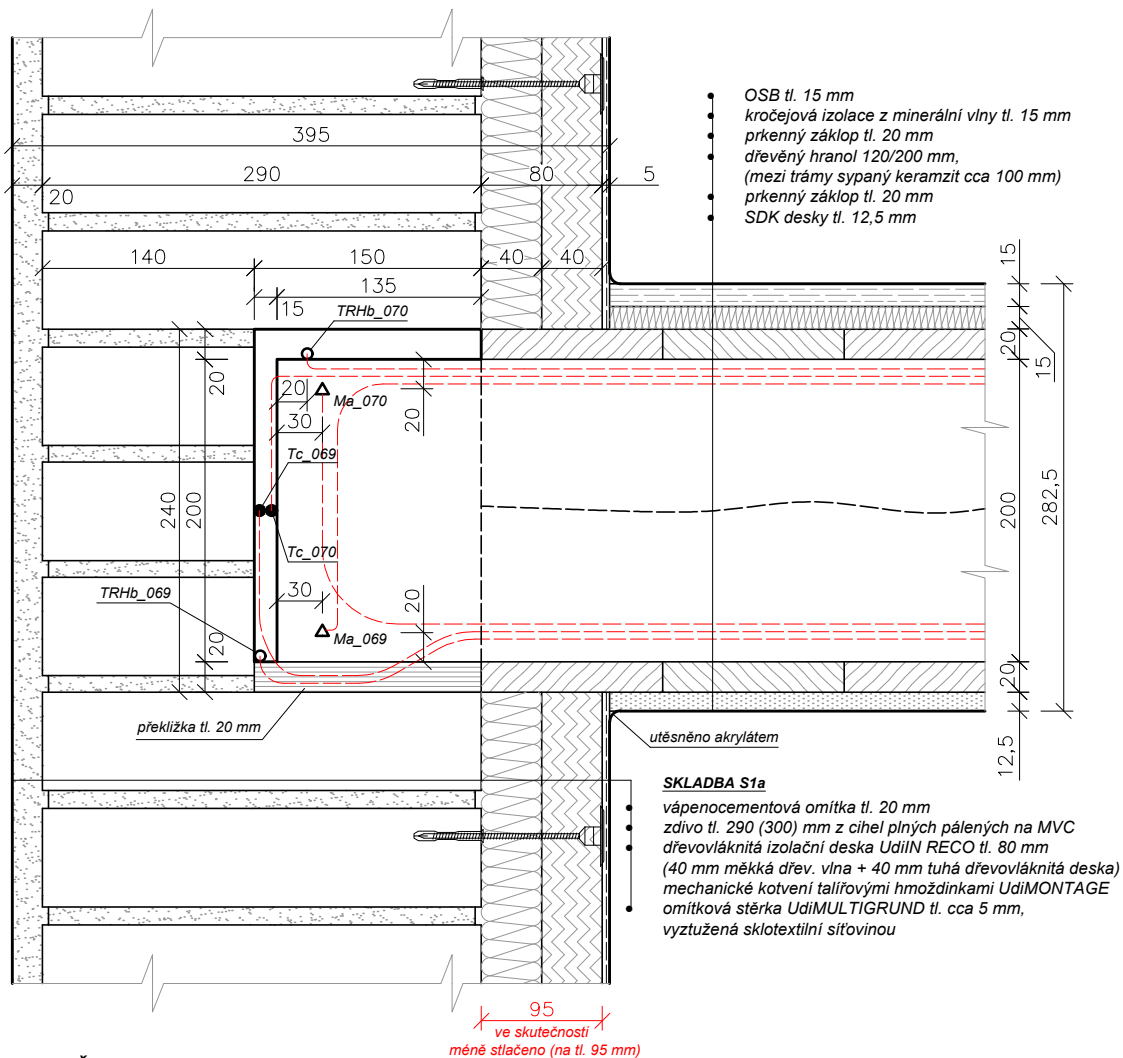 OSB tl. 15 mm
kročejová izolace z minerální vlny tl. 15 mm
prkenný záklop tl. 20 mm
dřevěný hranol 120/200 mm,
(mezi trámy sypaný keramzit cca 100 mm)
prkenný záklop tl. 20 mm
SDK desky tl. 12,5 mm
395
290
80
5
20
140
150
40
40
135
15
TRHb_070
15
20
15
20
20
Ma_070
20
30
Tc_069
240
200
200
282,5
Tc_070
30
20
TRHb_069
Ma_069
20
20
12,5
překližka tl. 20 mm
utěsněno akrylátem
SKLADBA S1a
vápenocementová omítka tl. 20 mm
zdivo tl. 290 (300) mm z cihel plných pálených na MVC
dřevovláknitá izolační deska UdiIN RECO tl. 80 mm
(40 mm měkká dřev. vlna + 40 mm tuhá dřevovláknitá deska)
mechanické kotvení talířovými hmoždinkami UdiMONTAGE
omítková stěrka UdiMULTIGRUND tl. cca 5 mm,
vyztužená sklotextilní síťovinou
95
ve skutečnosti
méně stlačeno (na tl. 95 mm)